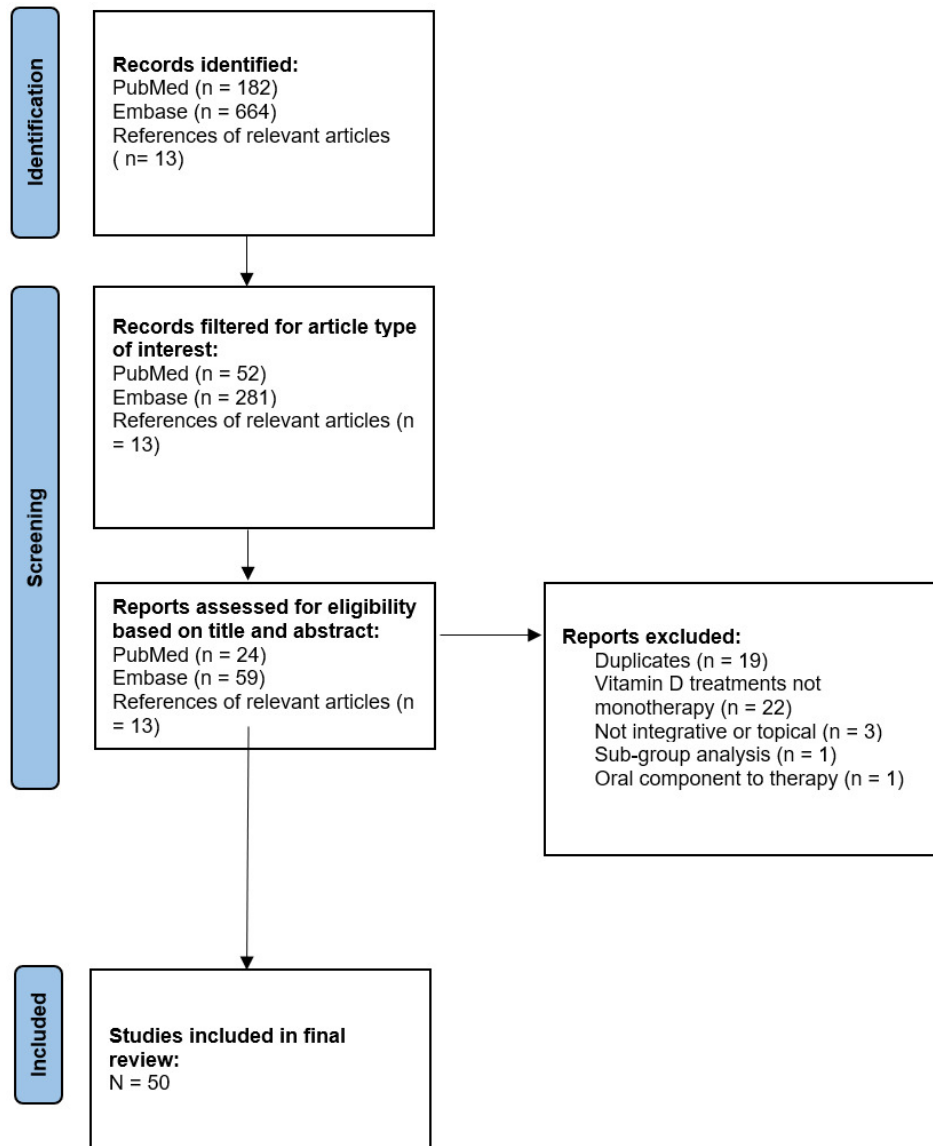 Identification
Records identified:
PubMed (n = 182)
Embase (n = 664)
References of relevant articles
( n= 13)
Screening
Records filtered for article type
of interest:
PubMed (n = 52)
Embase (n = 281)
References of relevant articles (n
= 13)
Reports assessed for eligibility
based on title and abstract:
PubMed (n = 24)
Embase (n = 59)
References of relevant articles (n
= 13)
Reports excluded:
Duplicates (n = 19)
Vitamin D treatments not
monotherapy (n = 22)
Not integrative or topical (n = 3)
Sub-group analysis (n = 1)
Oral component to therapy (n = 1)
Included
Studies included in final
review:
N = 50